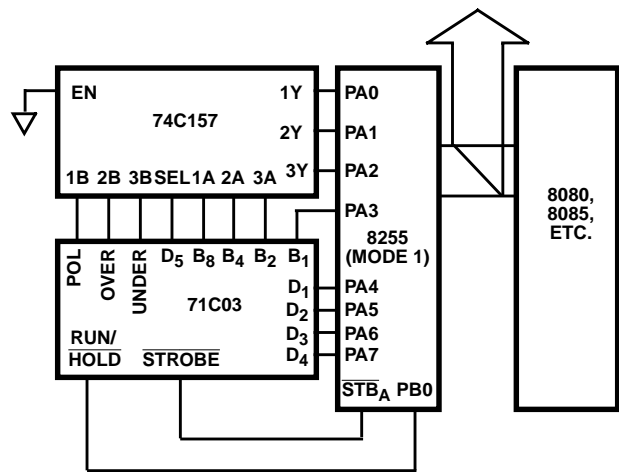 EN
1Y
74C157
2Y
3Y
1B 2B 3B SEL 1A 2A 3A
POL
OVER
UNDER
D5 B8 B4 B2 B1
71C03
D1
D2
D3
D4
RUN/
HOLD
STROBE
PA0
PA1
PA2
PA3
8255
(MODE 1)
PA4
PA5
PA6
PA7
STBA PB0
8080,
8085,
ETC.